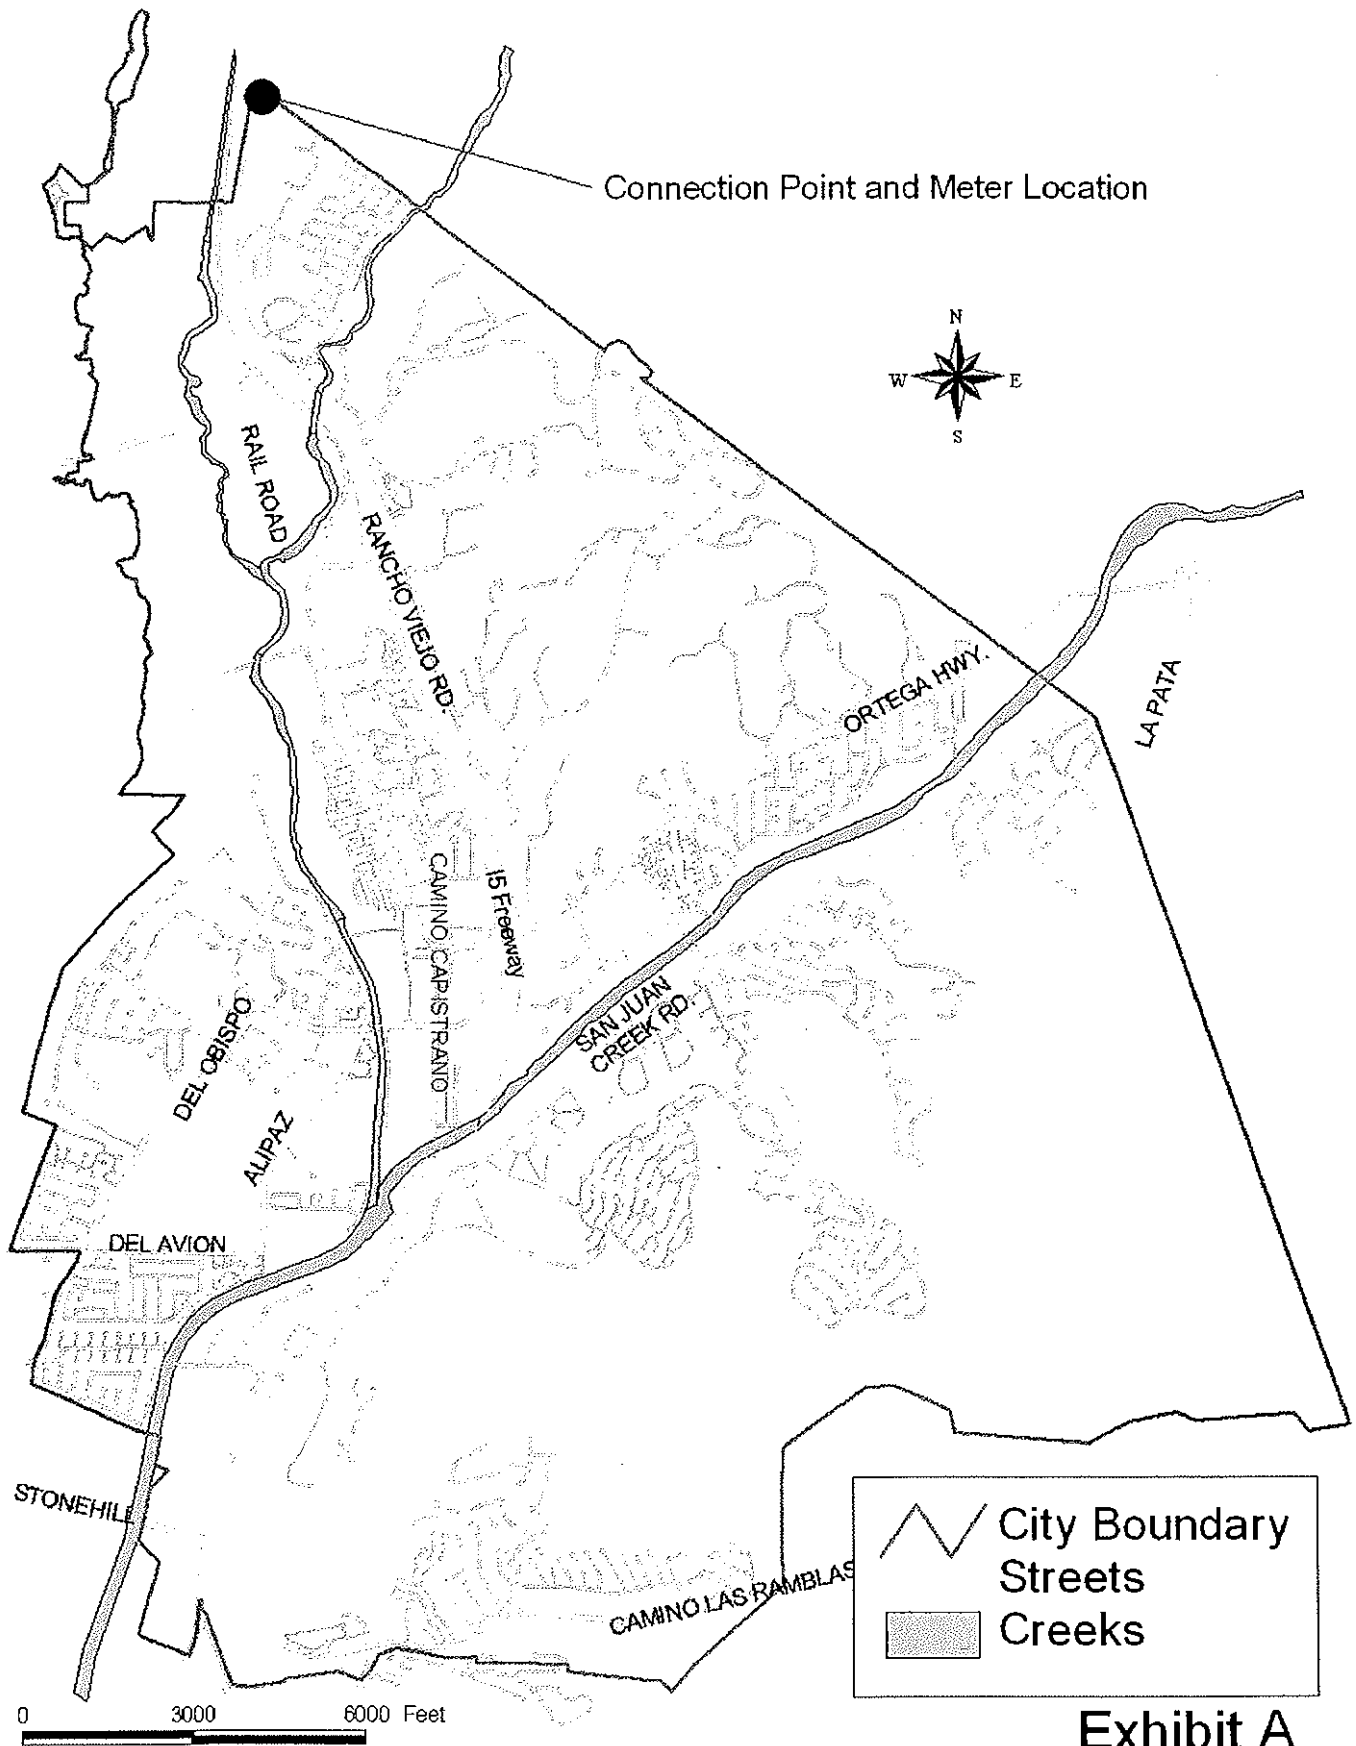 Connection Point and Meter Location
N
W
E
S
RAIL ROAD
RANCHO VIEJO RD.
ORTEGA HWY.
LA PATA
CAMINO CAPISTRANO
I5 Freeway
SAN JUAN
CREEK RD.
DEL OBISPO
ALIPAZ
DEL AVION
STONEHILL
CAMINO LAS RAMBLAS
City Boundary
Streets
Creeks
0 3000 6000 Feet
Exhibit A